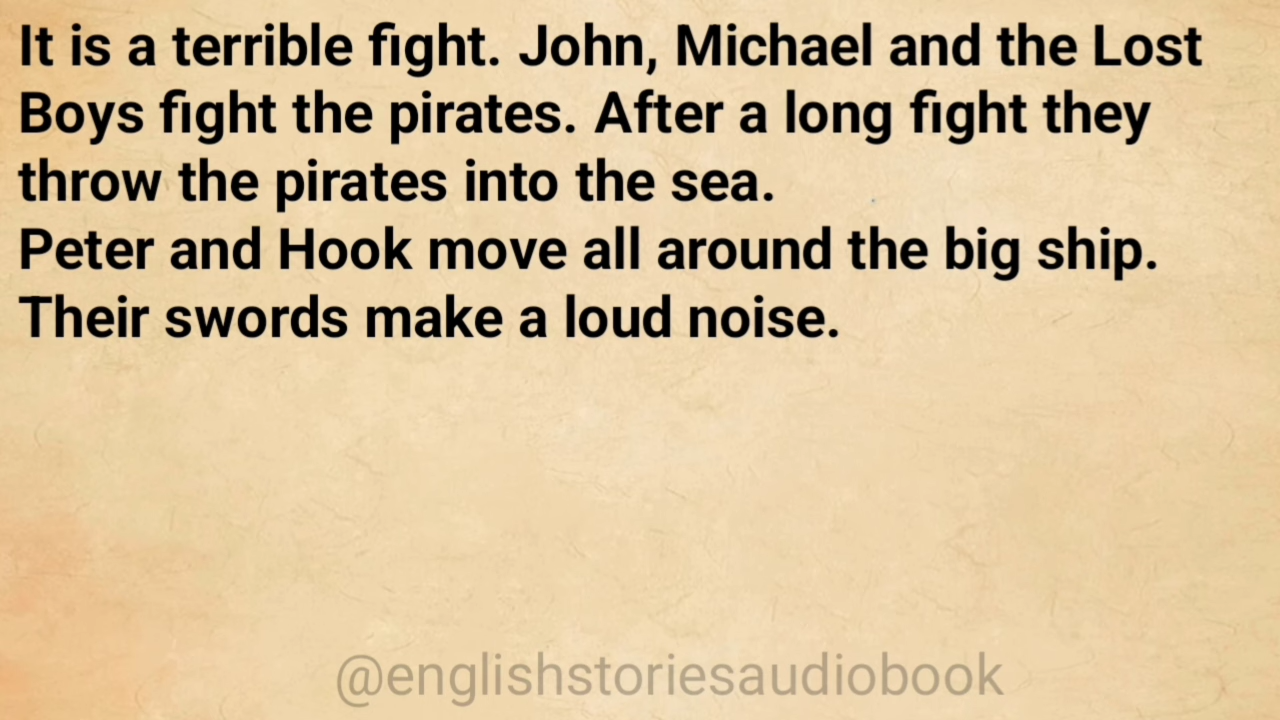 It is a terrible fight. John, Michael and the Lost
Boys fight the pirates. After a long fight they
throw the pirates into the sea.
Peter and Hook move all around the big ship.
Their swords make a loud noise.
@englishstoriesaudiobook